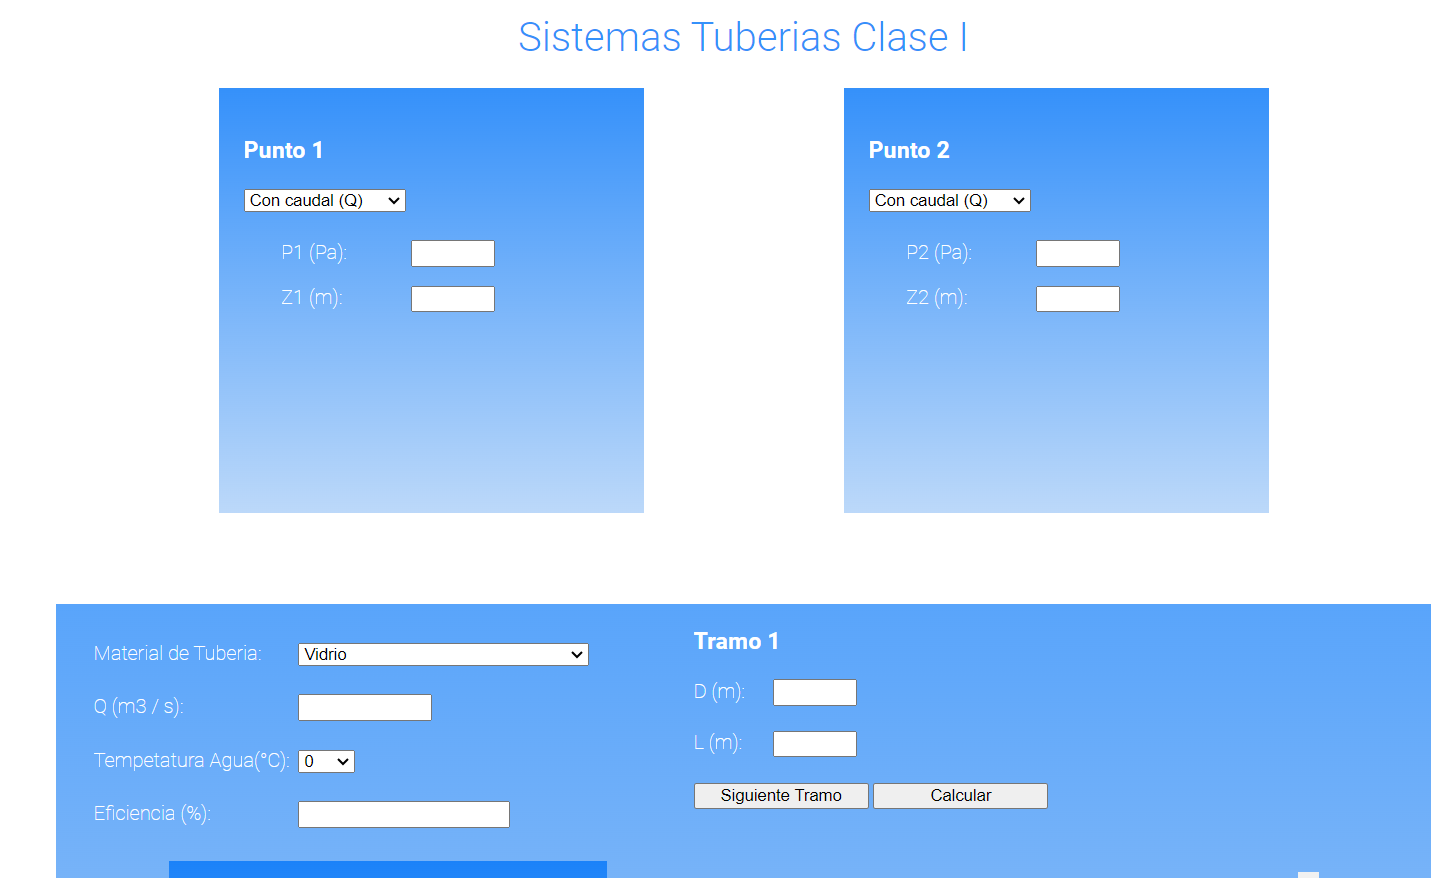 Sistemas Tuberias Clase I
Punto 1
Con caudal (Q)
P1 (Pa):
Z1 (m):
Punto 2
Con caudal (Q)
P2 (Pa):
Z2 (m):
Material de Tuberia: Vidrio
Q (m3 / s):
Tempetatura Agua(°C): 0
Eficiencia (%):
Tramo 1
D (m):
L (m):
Siguiente Tramo Calcular